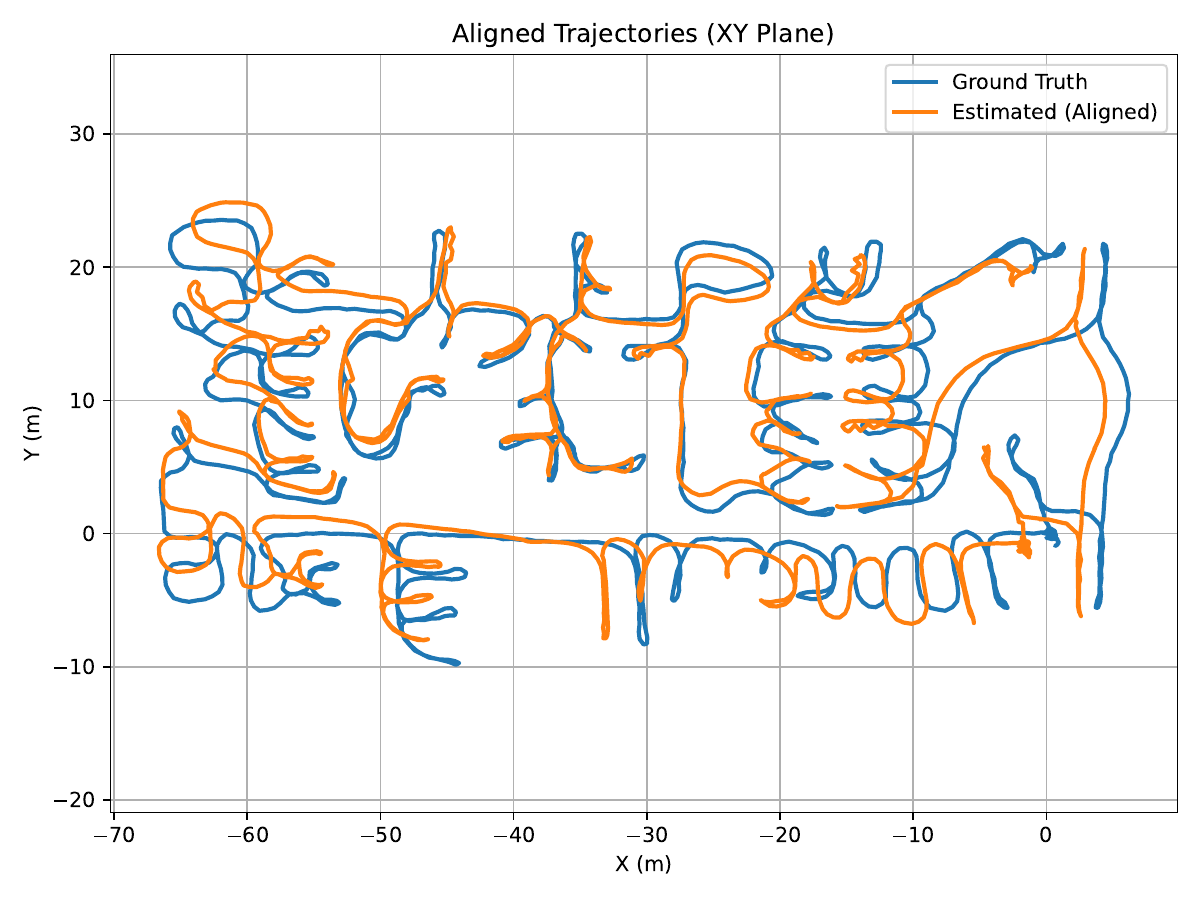 Aligned Trajectories (XY Plane)
Ground Truth
Estimated (Aligned)
30
20
10
0
−10
−20
Y (m)
−70 −60 −50 −40 −30 −20 −10 0
X (m)